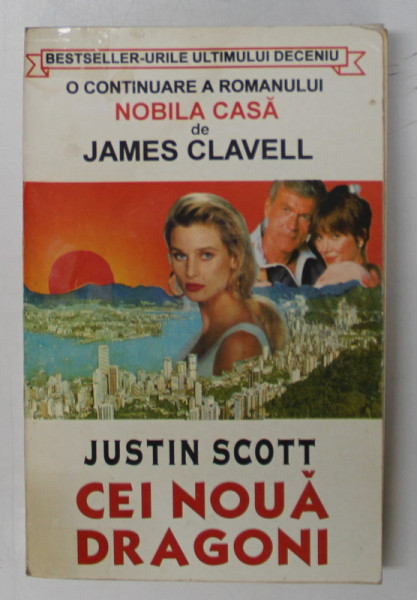 BESTSELLER-URILE ULTIMULUI DECENIU
O CONTINUARE A ROMANULUI
NOBILA CASĂ
de
JAMES CLAVELL
JUSTIN SCOTT
CEI NOUĂ
DRAGONI